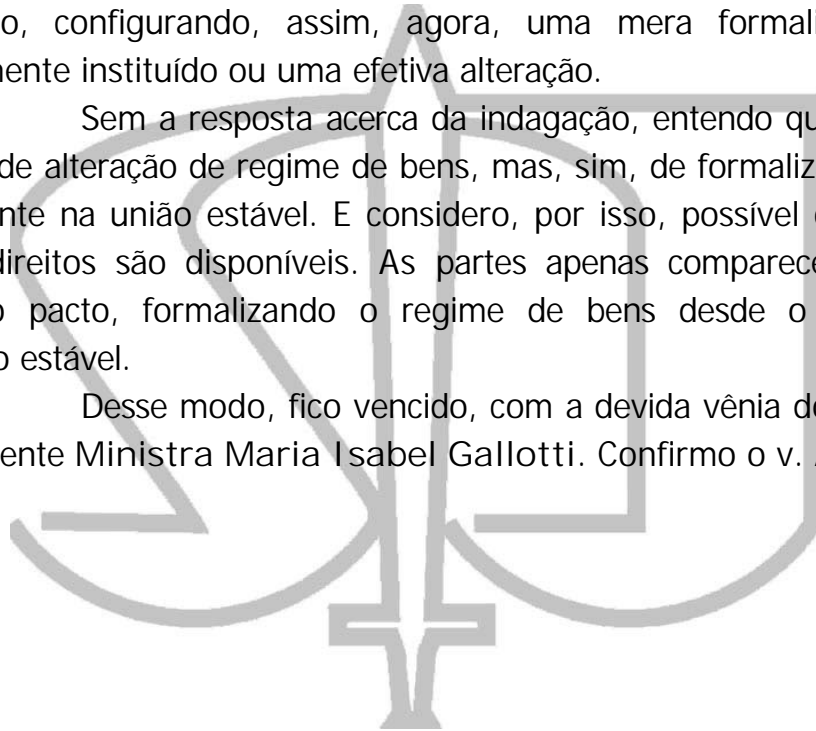 o, configurando, assim, agora, uma mera formali
ente instituído ou uma efetiva alteração.
Sem a resposta acerca da indagação, entendo qu
de alteração de regime de bens, mas, sim, de formaliz
nte na união estável. E considero, por isso, possível
direitos são disponíveis. As partes apenas comparece
o pacto, formalizando o regime de bens desde o
o estável.
Desse modo, fico vencido, com a devida vênia d
ente Ministra Maria Isabel Gallotti. Confirmo o v.